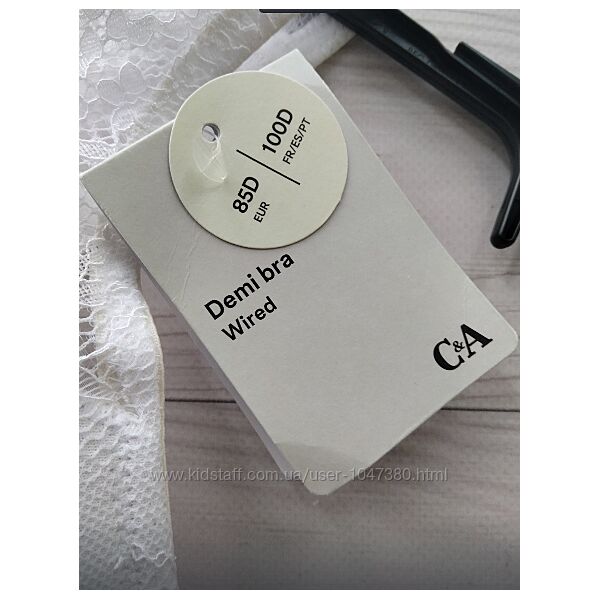 85D
EUR
100D
FR/ES/PT
Demi bra
Wired
C&A
www.kidstaff.com.ua/user-1047380.html